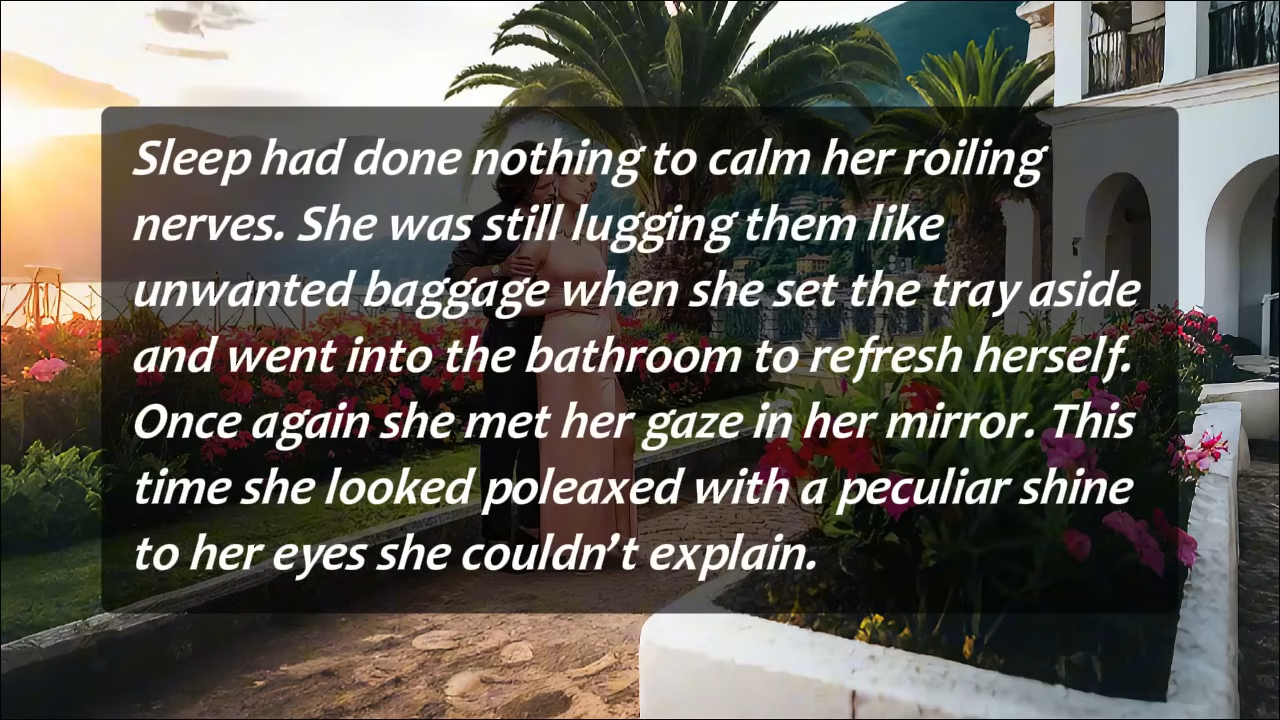 Sleep had done nothing to calm her roiling
nerves. She was still lugging them like
unwanted baggage when she set the tray aside
and went into the bathroom to refresh herself.
Once again she met her gaze in her mirror. This
time she looked poleaxed with a peculiar shine
to her eyes she couldn’t explain.